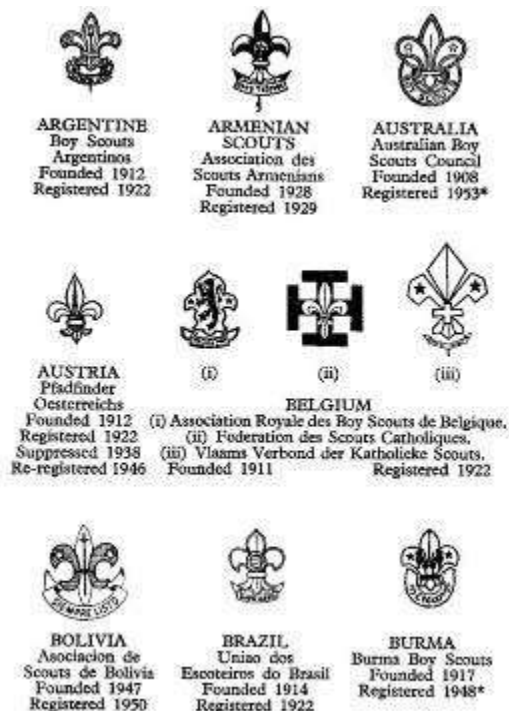 ARGENTINE
Boy Scouts
Argentinos
Founded 1912
Registered 1922
ARMENIAN
SCOUTS
Association des
Scouts Armenians
Founded 1928
Registered 1929
AUSTRALIA
Australian Boy
Scouts Council
Founded 1908
Registered 1953*
AUSTRIA
Pfadfinder
Oesterreichs
Founded 1912
Registered 1922
Suppressed 1938
Re-registered 1946
(i)
(ii)
(iii)
BELGIUM
(i) Association Royale des Boy Scouts de Belgique,
(ii) Federation des Scouts Catholiques,
(iii) Vlaams Verbond der Katholieke Scouts.
Founded 1911 Registered 1922
SIEMPRE LISTO
BOLIVIA
Asociacion de
Scouts de Bolivia
Founded 1947
Registered 1950
BRAZIL
Uniao dos
Escoteiros do Brasil
Founded 1914
Registered 1922
BURMA
Burma Boy Scouts
Founded 1917
Registered 1948*